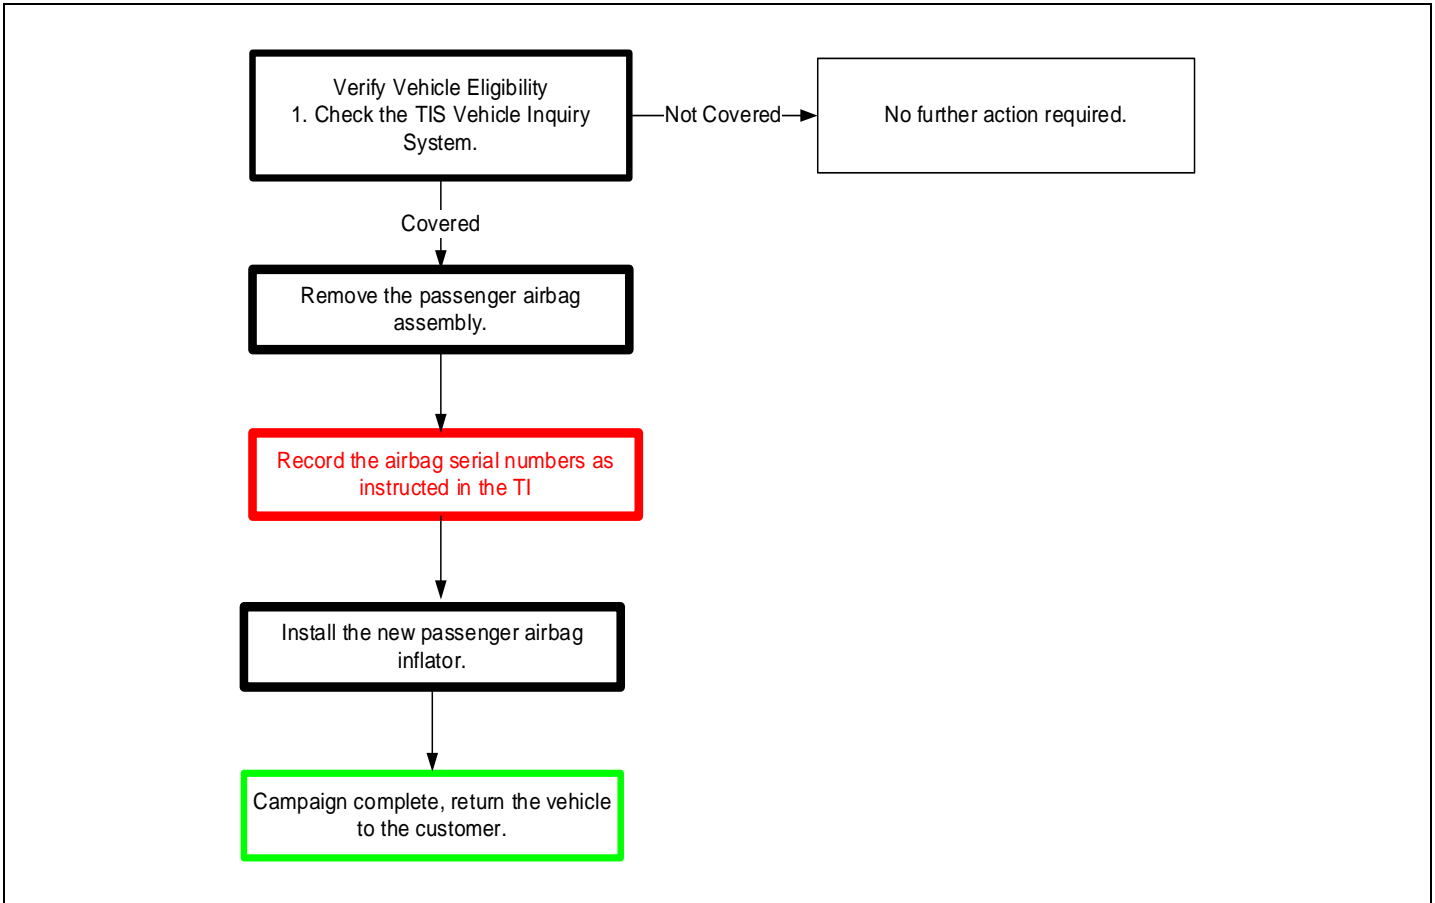 Verify Vehicle Eligibility
1. Check the TIS Vehicle Inquiry
System.
Not Covered
No further action required.
Covered
Remove the passenger airbag
assembly.
Record the airbag serial numbers as
instructed in the TI
Install the new passenger airbag
inflator.
Campaign complete, return the vehicle
to the customer.